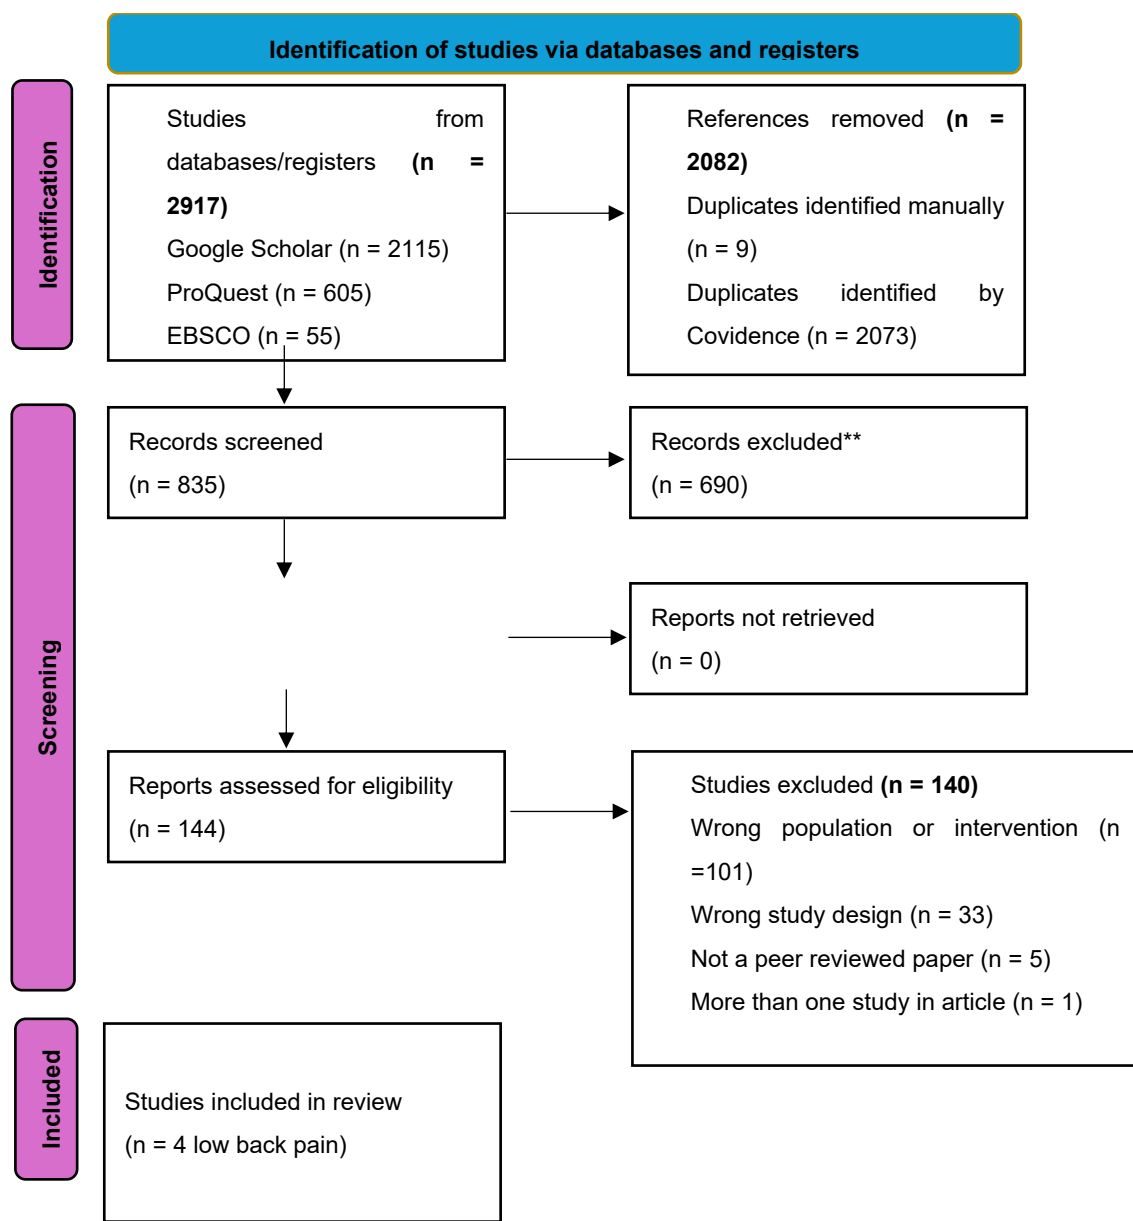 Identification of studies via databases and registers
Identification
Studies from
databases/registers (n =
2917)
Google Scholar (n = 2115)
ProQuest (n = 605)
EBSCO (n = 55)
References removed (n =
2082)
Duplicates identified manually
(n = 9)
Duplicates identified by
Covidence (n = 2073)
Screening
Records screened
(n = 835)
Records excluded**
(n = 690)
Reports not retrieved
(n = 0)
Reports assessed for eligibility
(n = 144)
Studies excluded (n = 140)
Wrong population or intervention (n
=101)
Wrong study design (n = 33)
Not a peer reviewed paper (n = 5)
More than one study in article (n = 1)
Included
Studies included in review
(n = 4 low back pain)